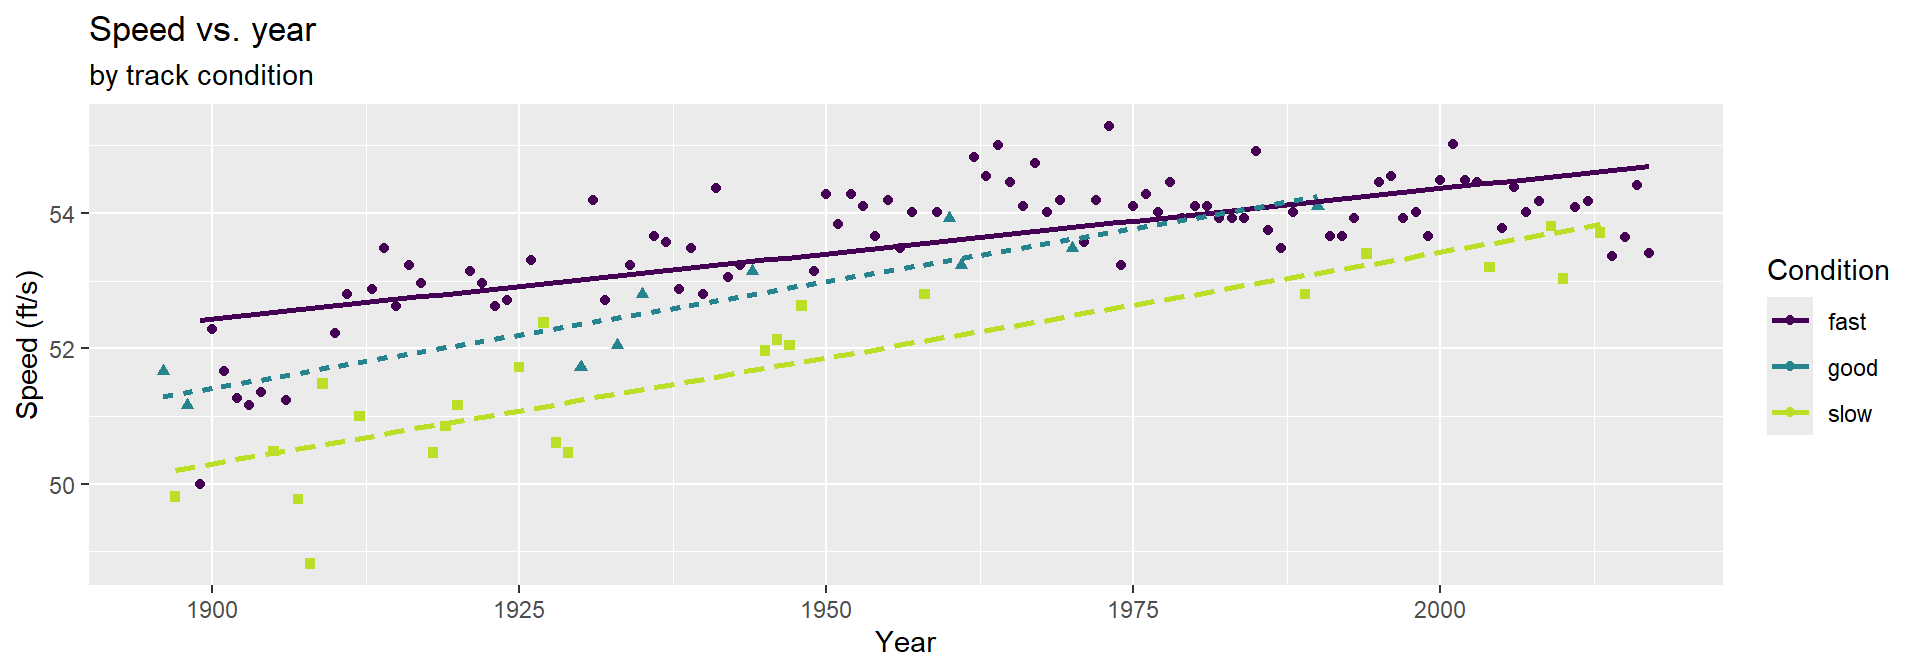 Speed vs. year
by track condition
Speed (ft/s)
54
52
50
1900
1925
1950
1975
2000
Year
Condition
fast
good
slow